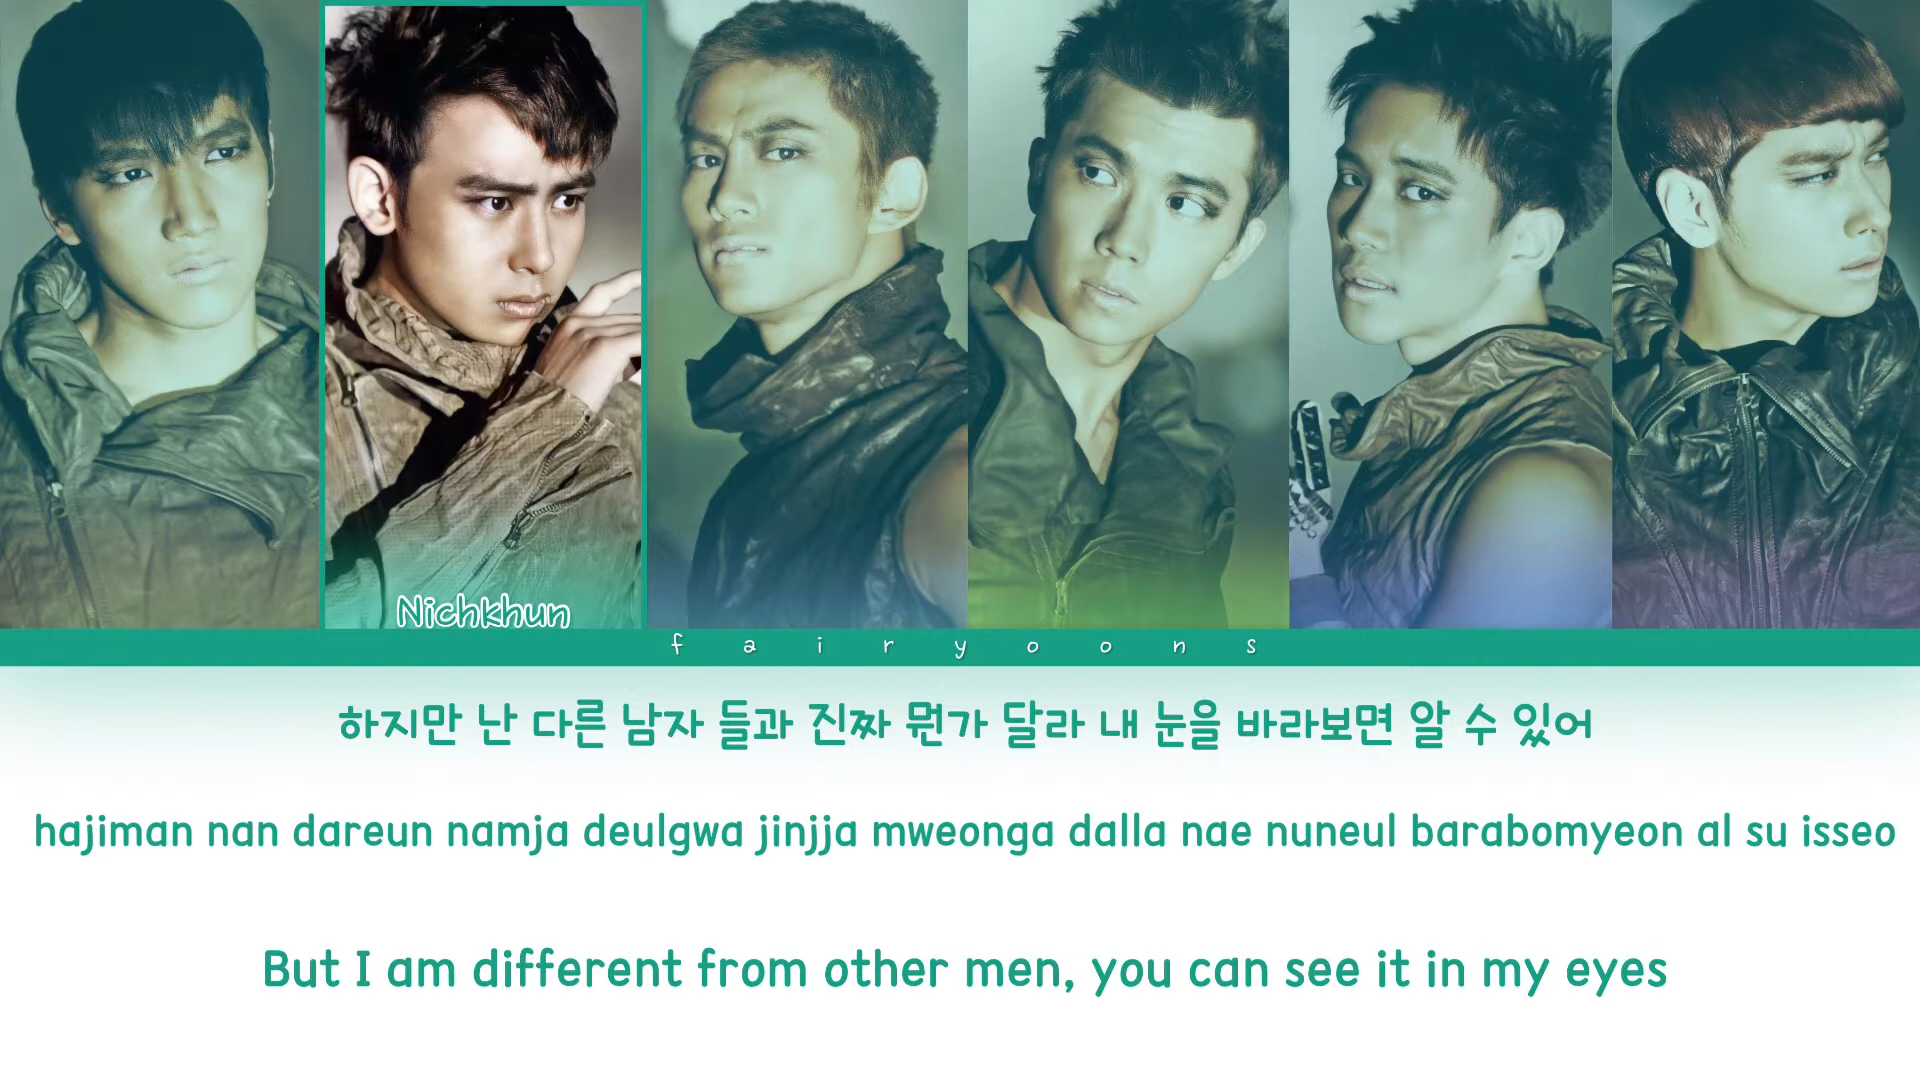 Nichkhun
f a i r y o o n s
하지만 난 다른 남자 들과 진짜 뭔가 달라 내 눈을 바라보면 알 수 있어
hajiman nan dareun namja deulgwa jinjja mweonga dalla nae nuneul barabomyeon al su isseo
But I am different from other men, you can see it in my eyes